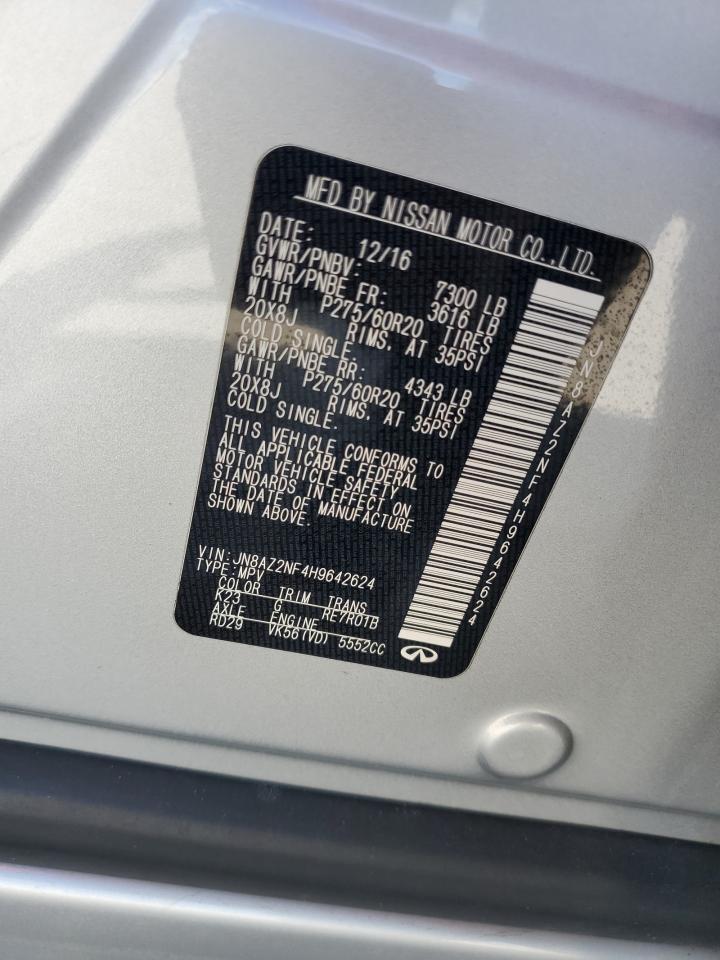 MFD BY NISSAN MOTOR CO.,LTD.
DATE: 12/16
GVWR/PNBV: 7300 LB
GAWR/PNBE FR: 3616 LB
WITH P275/60R20 TIRES
20X8J RIMS, AT 35PSI
COLD SINGLE.
GAWR/PNBE RR: 4343 LB
WITH P275/60R20 TIRES
20X8J RIMS, AT 35PSI
COLD SINGLE.
THIS VEHICLE CONFORMS TO
ALL APPLICABLE FEDERAL
MOTOR VEHICLE SAFETY
STANDARDS IN EFFECT ON
THE DATE OF MANUFACTURE
SHOWN ABOVE.
VIN:JN8AZ2NF4H9642624
TYPE:MPV
COLOR TRIM TRANS
K23 G RE7R01B
AXLE ENGINE
RD29 VK56(VD) 5552CC
JN8AZ2NF4H9642624